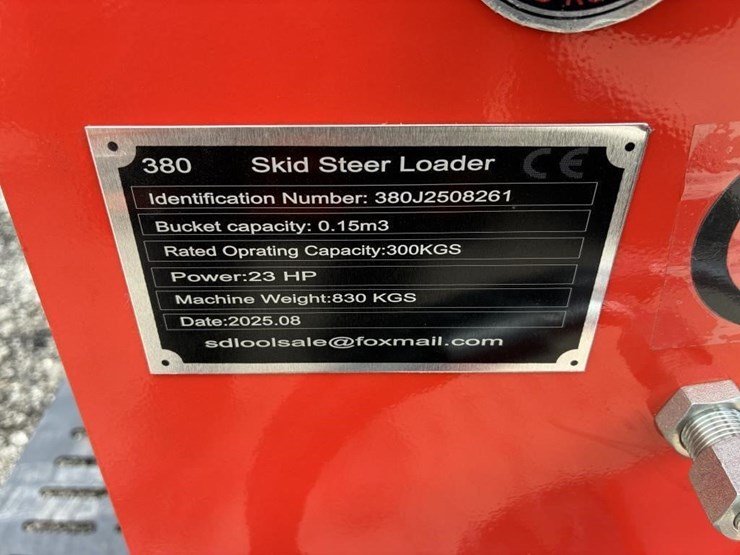 380 Skid Steer Loader CE
Identification Number: 380J2508261
Bucket capacity: 0.15m3
Rated Oprating Capacity:300KGS
Power:23 HP
Machine Weight:830 KGS
Date:2025.08
sdloolsale@foxmail.com